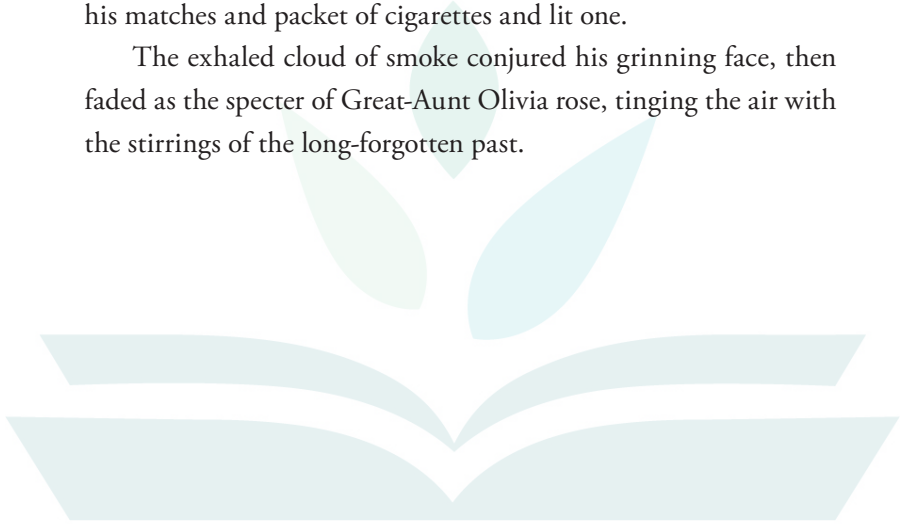 his matches and packet of cigarettes and lit one.
The exhaled cloud of smoke conjured his grinning face, then
faded as the specter of Great-Aunt Olivia rose, tinging the air with
the stirrings of the long-forgotten past.